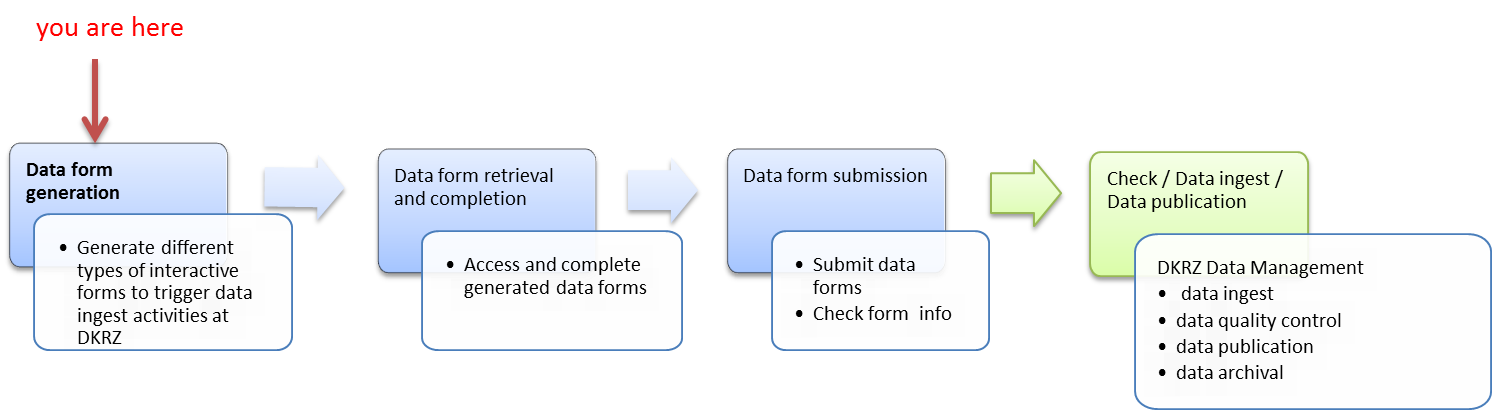 you are here
Data form
generation
• Generate different
types of interactive
forms to trigger data
ingest activities at
DKRZ
Data form retrieval
and completion
• Access and complete
generated data forms
Data form submission
• Submit data
forms
• Check form info
Check / Data ingest /
Data publication
DKRZ Data Management
• data ingest
• data quality control
• data publication
• data archival